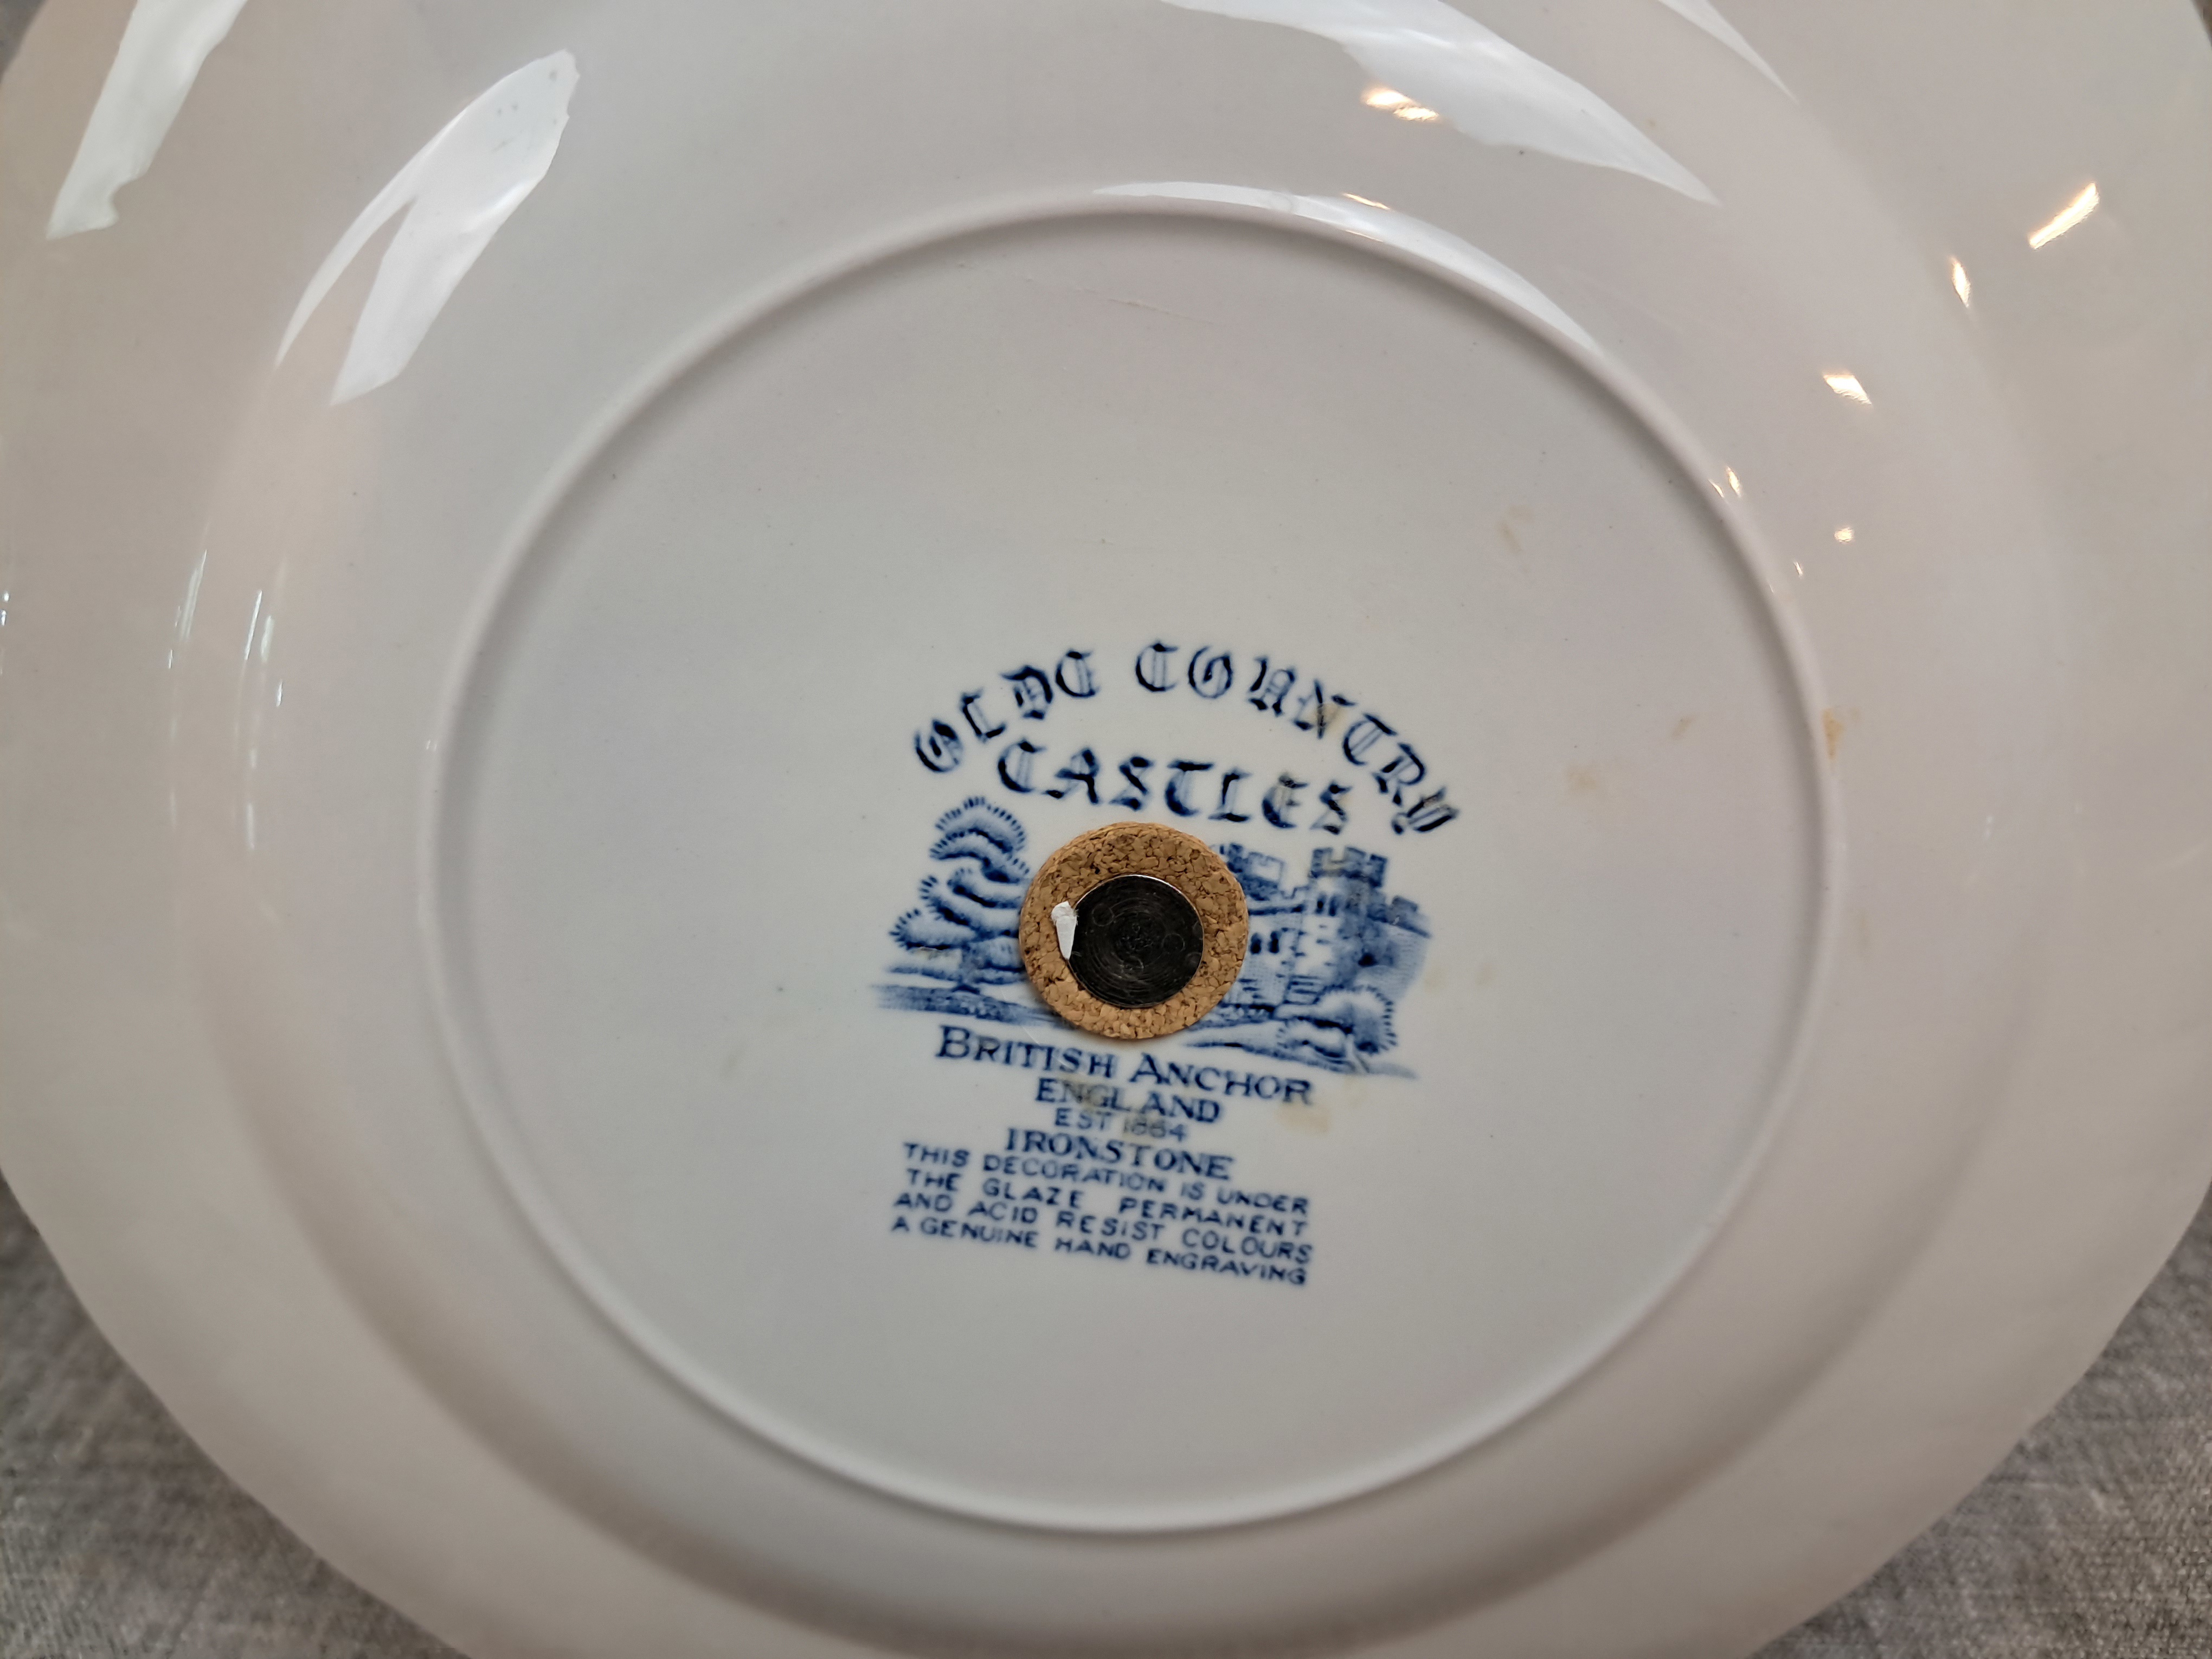 OLDE COUNTRY
CASTLES
BRITISH ANCHOR
ENGLAND
EST 1864
IRONSTONE
THIS DECORATION IS UNDER
THE GLAZE PERMANENT
AND ACID RESIST COLOURS
A GENUINE HAND ENGRAVING